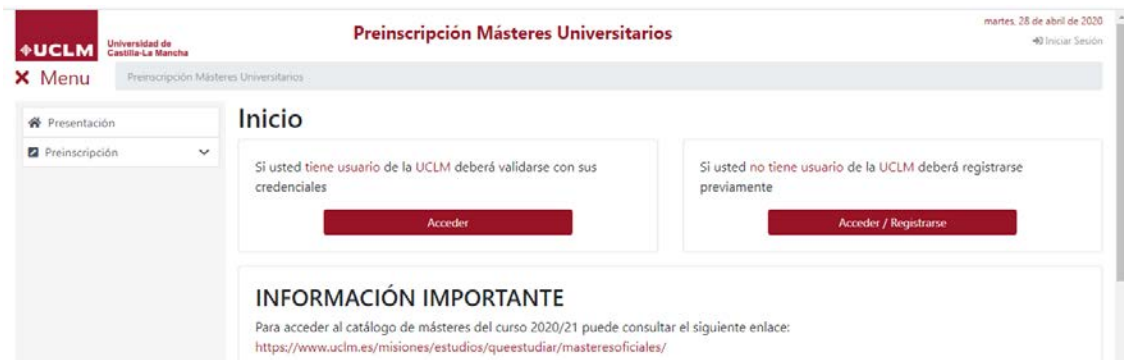 UCLM
Universidad de
Castilla-La Mancha
Preinscripción Másteres Universitarios
martes, 28 de abril de 2020
Iniciar Sesión
Menu
Preinscripción Másteres Universitarios
Presentación
Preinscripción
Inicio
Si usted tiene usuario de la UCLM deberá validarse con sus
credenciales
Acceder
Si usted no tiene usuario de la UCLM deberá registrarse
previamente
Acceder / Registrarse
INFORMACIÓN IMPORTANTE
Para acceder al catálogo de másteres del curso 2020/21 puede consultar el siguiente enlace:
https://www.uclm.es/misiones/estudios/queestudiar/masteresoficiales/